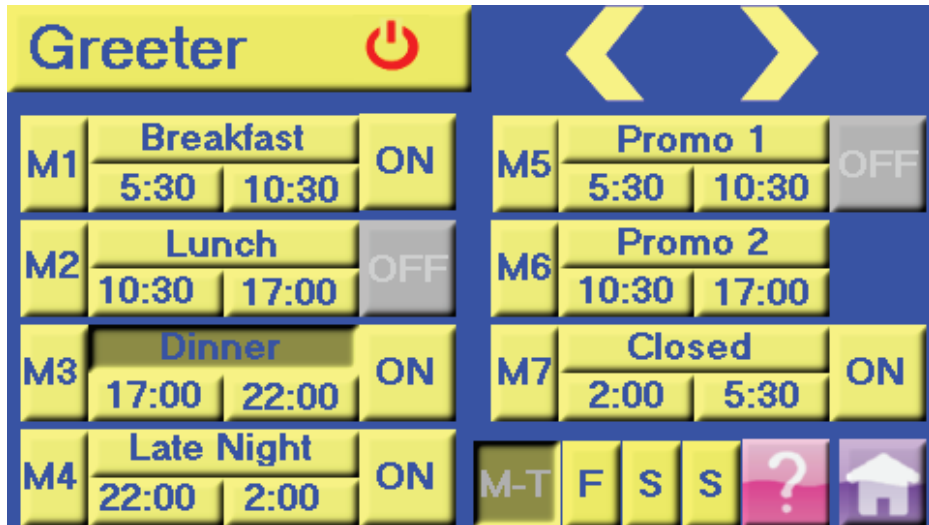 Greeter
M1 Breakfast ON
5:30 10:30
M2 Lunch OFF
10:30 17:00
M3 Dinner ON
17:00 22:00
M4 Late Night ON
22:00 2:00
M5 Promo 1 OFF
5:30 10:30
M6 Promo 2
10:30 17:00
M7 Closed ON
2:00 5:30
M-T F S S ?